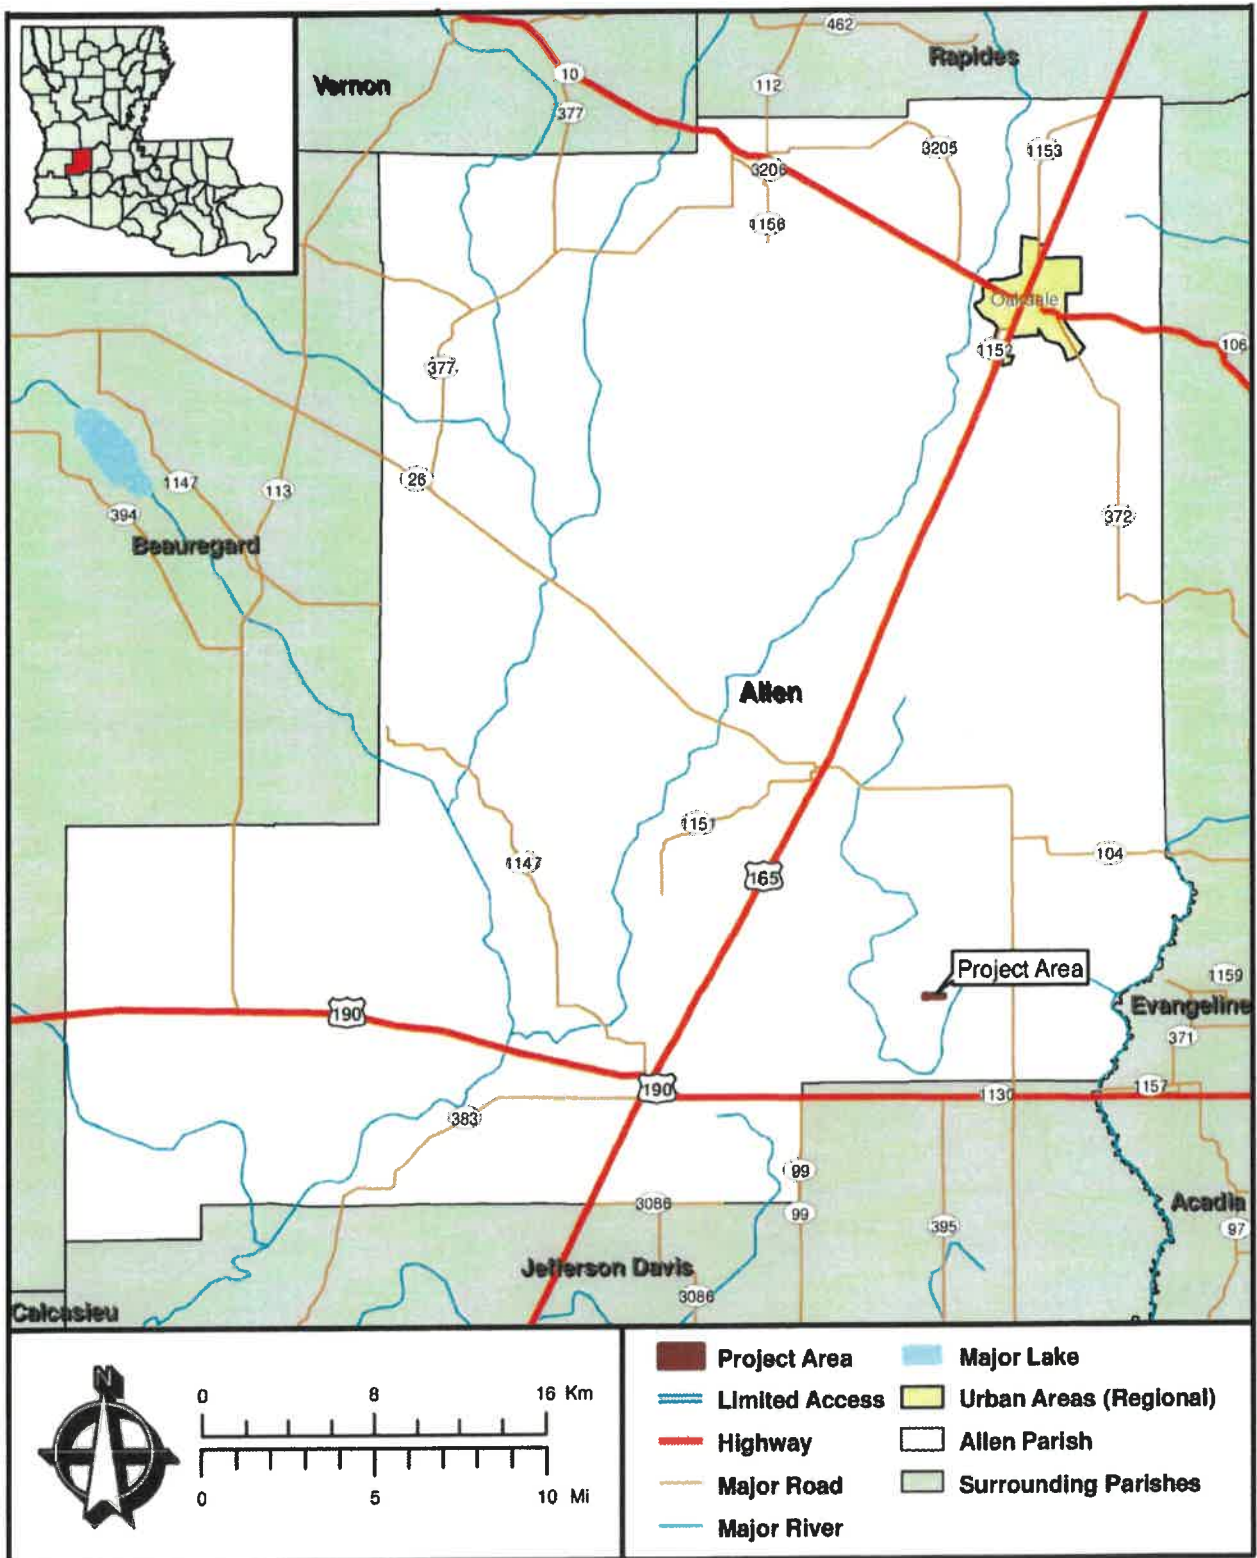 462
Rapides
Vernon
10
112
377
3205
1153
3206
1156
Oakdale
1152
106
377
26
1147
113
394
372
Beauregard
Allen
1151
1147
104
165
Project Area
1159
190
Evangeline
371
190
1130
1157
383
99
3086
99
395
Acadia
97
Jefferson Davis
3086
Calcasieu
N
0 8 16 Km
0 5 10 Mi
Project Area
Limited Access
Highway
Major Road
Major River
Major Lake
Urban Areas (Regional)
Allen Parish
Surrounding Parishes